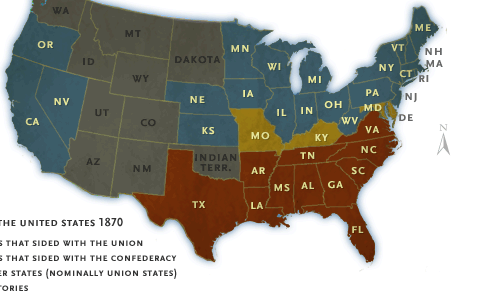 WA
ME
OR
MT
DAKOTA
MN
VT
NH
ID
WI
NY
MA
WY
MI
CT
RI
NV
NE
IA
PA
NJ
CA
UT
CO
IL
IN
OH
MD
DE
KS
MO
WV
KY
VA
AZ
NM
INDIAN
TERR.
TN
NC
AR
SC
MS
AL
GA
TX
LA
FL
N
THE UNITED STATES 1870
S THAT SIDED WITH THE UNION
S THAT SIDED WITH THE CONFEDERACY
ER STATES (NOMINALLY UNION STATES)
TORIES